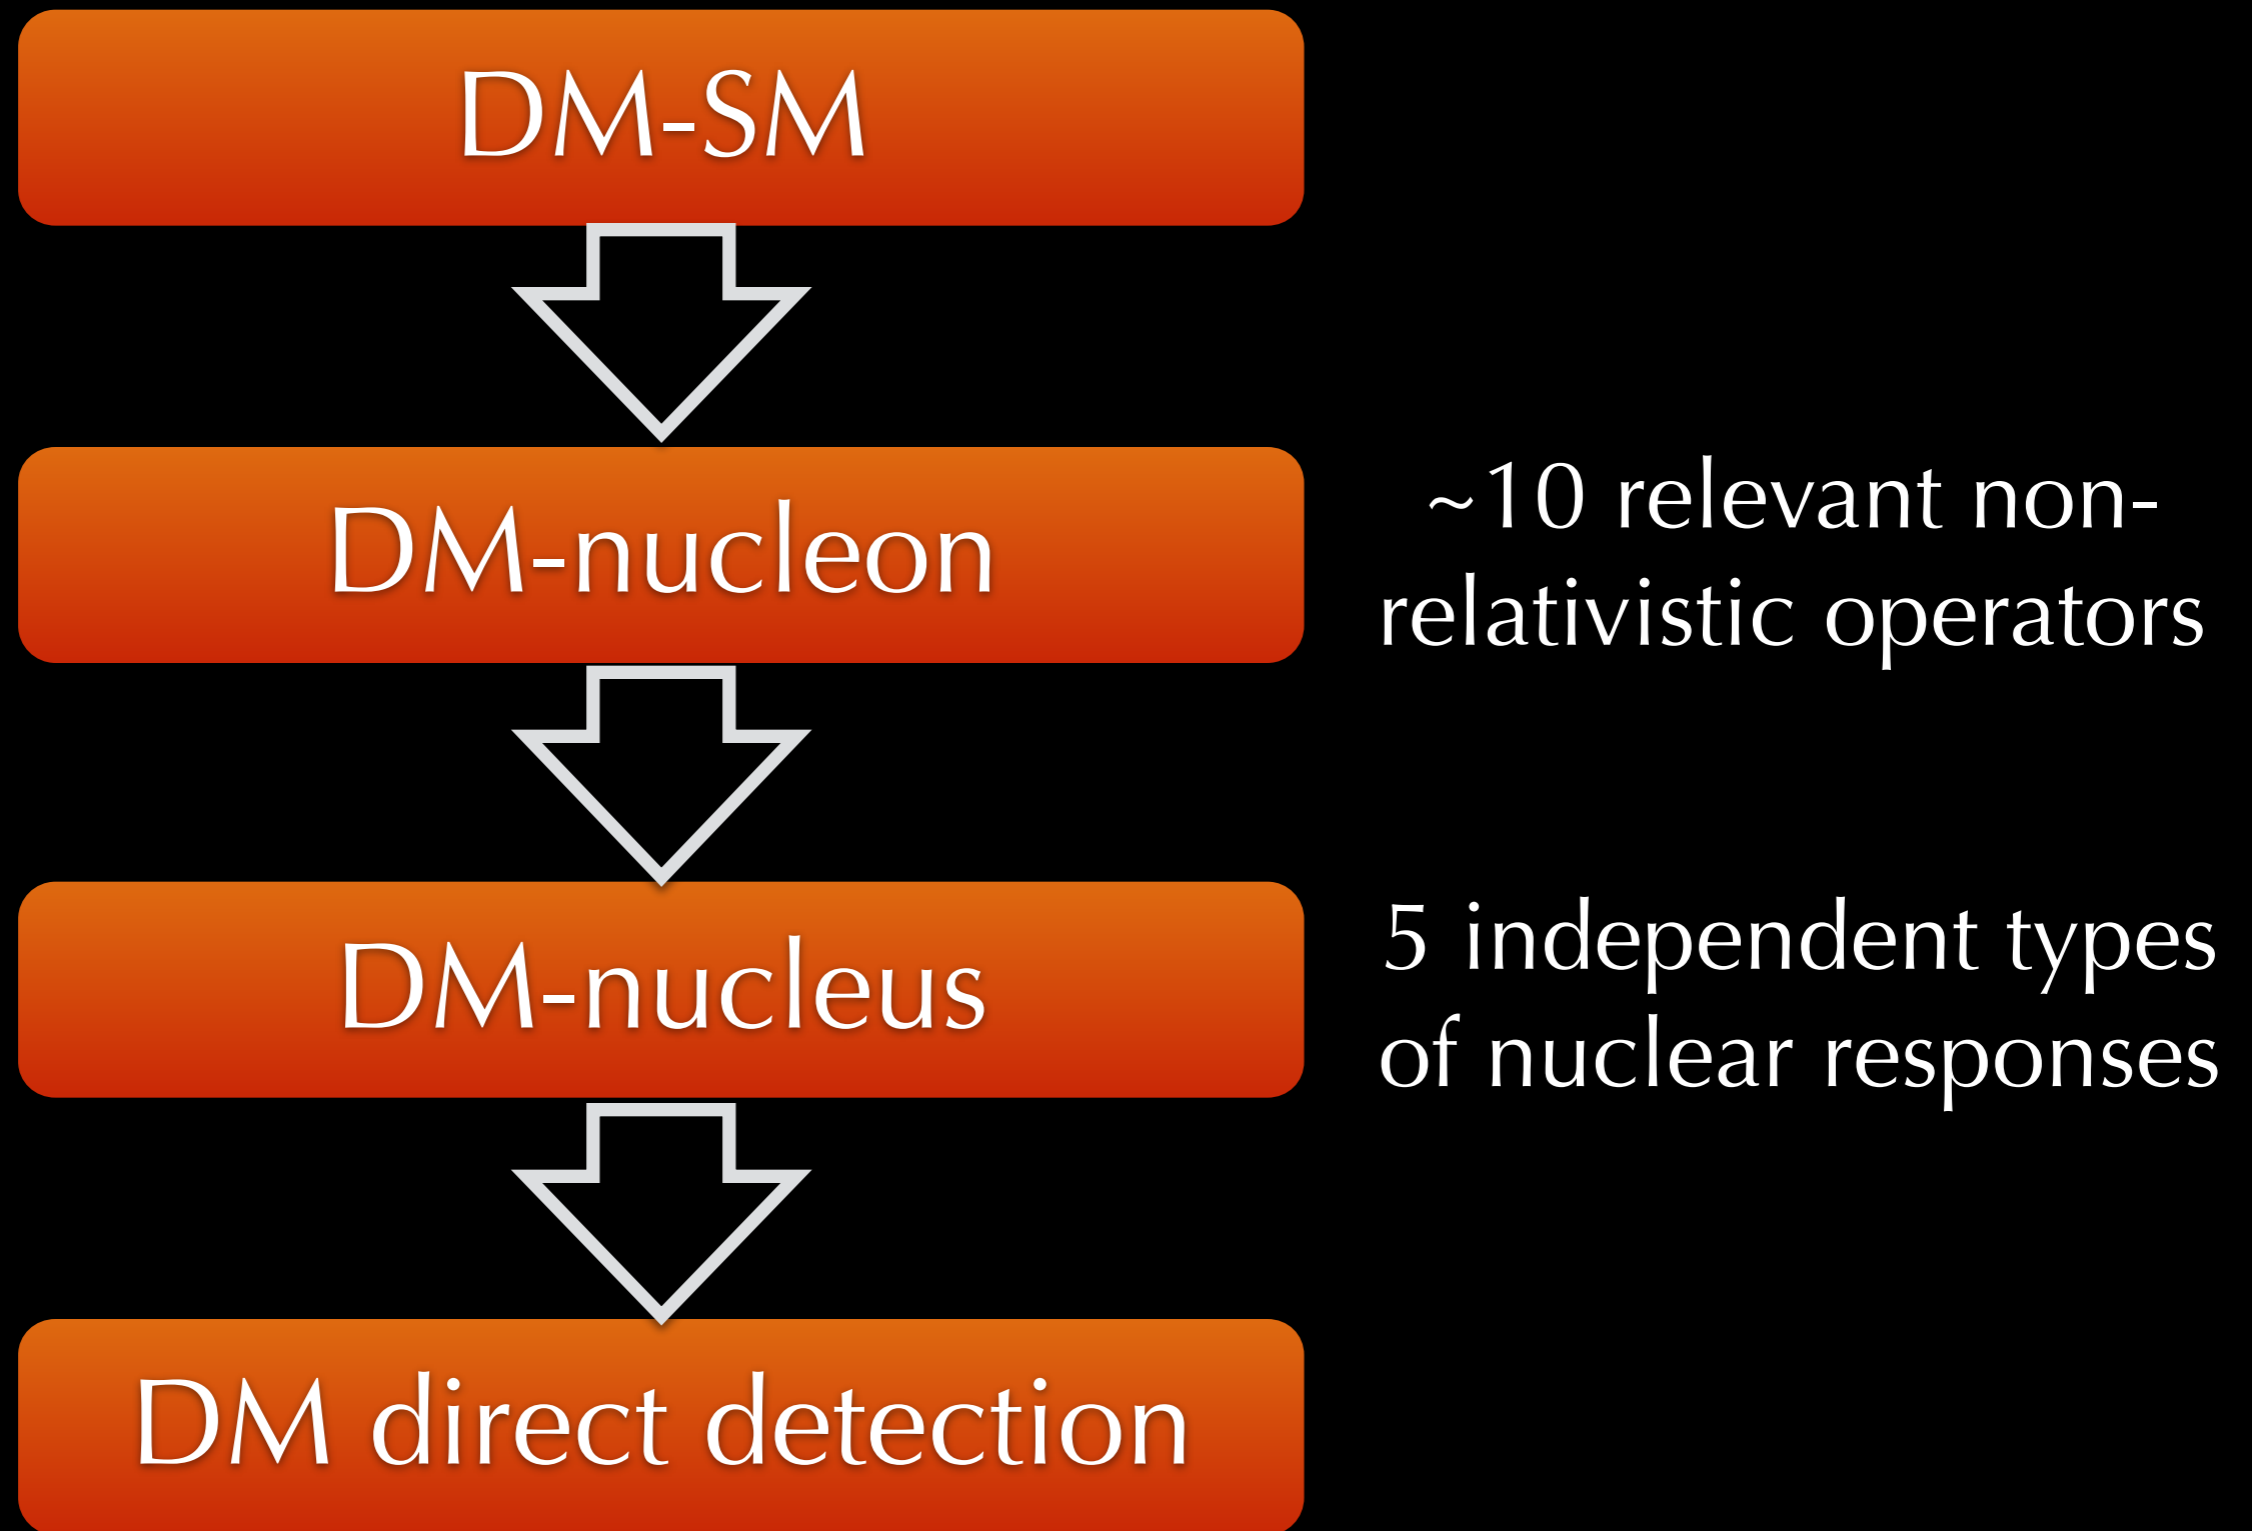 DM-SM
DM-nucleon
~10 relevant non-
relativistic operators
DM-nucleus
5 independent types
of nuclear responses
DM direct detection